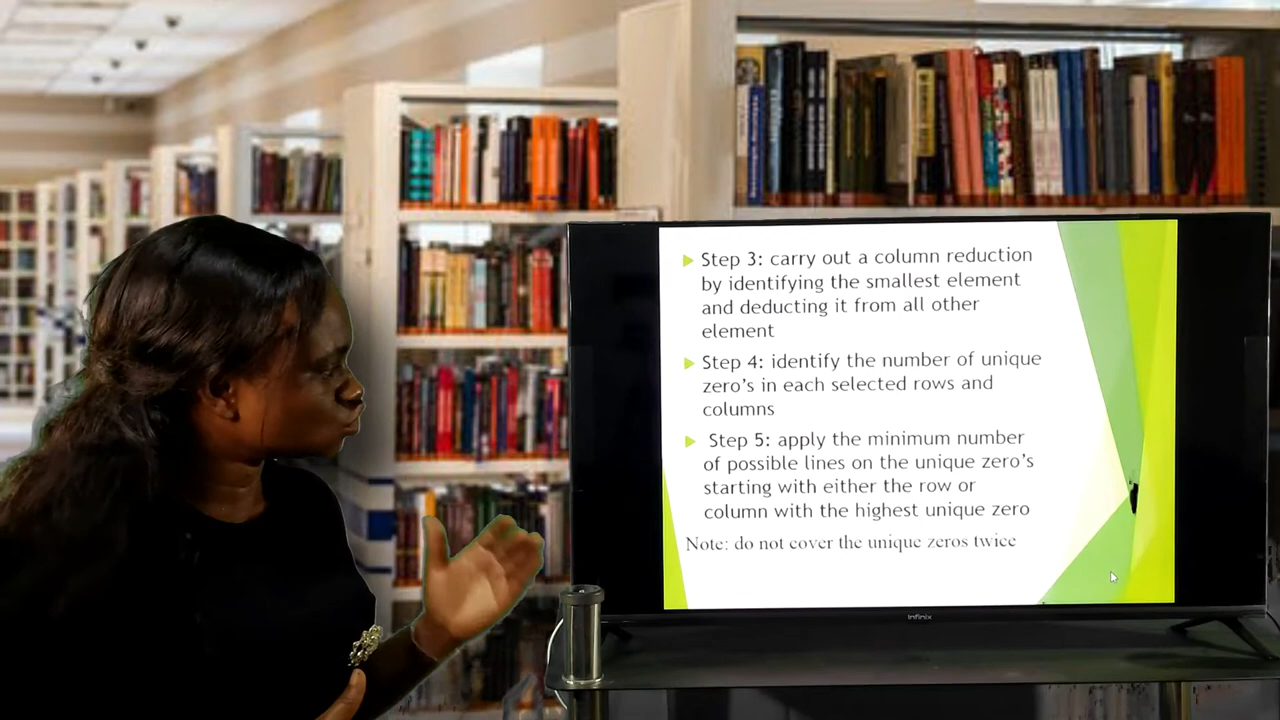 Step 3: carry out a column reduction
by identifying the smallest element
and deducting it from all other
element
Step 4: identify the number of unique
zero's in each selected rows and
columns
Step 5: apply the minimum number
of possible lines on the unique zero's
starting with either the row or
column with the highest unique zero
Note: do not cover the unique zeros twice
infinix